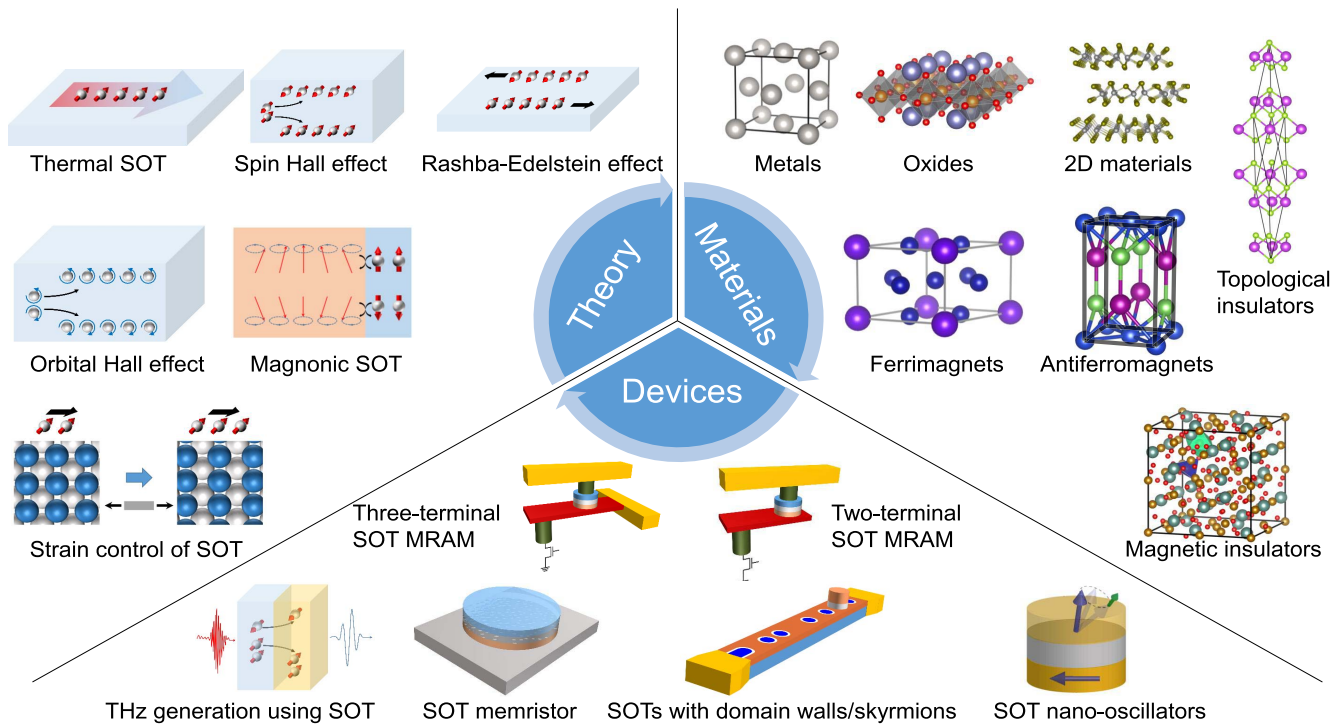 Thermal SOT
Spin Hall effect
Rashba-Edelstein effect
Metals
Oxides
2D materials
Topological
insulators
Orbital Hall effect
Magnonic SOT
Theory
Materials
Devices
Ferrimagnets
Antiferromagnets
Strain control of SOT
Three-terminal
SOT MRAM
Two-terminal
SOT MRAM
Magnetic insulators
THz generation using SOT
SOT memristor
SOTs with domain walls/skyrmions
SOT nano-oscillators